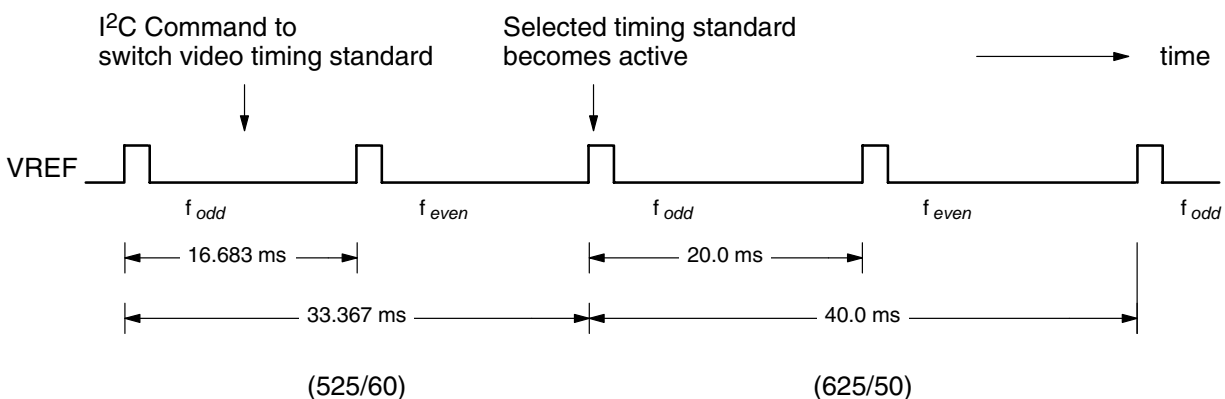 I²C Command to
switch video timing standard
Selected timing standard
becomes active
time
VREF
f odd
f even
f odd
f even
f odd
16.683 ms
20.0 ms
33.367 ms
40.0 ms
(525/60)
(625/50)